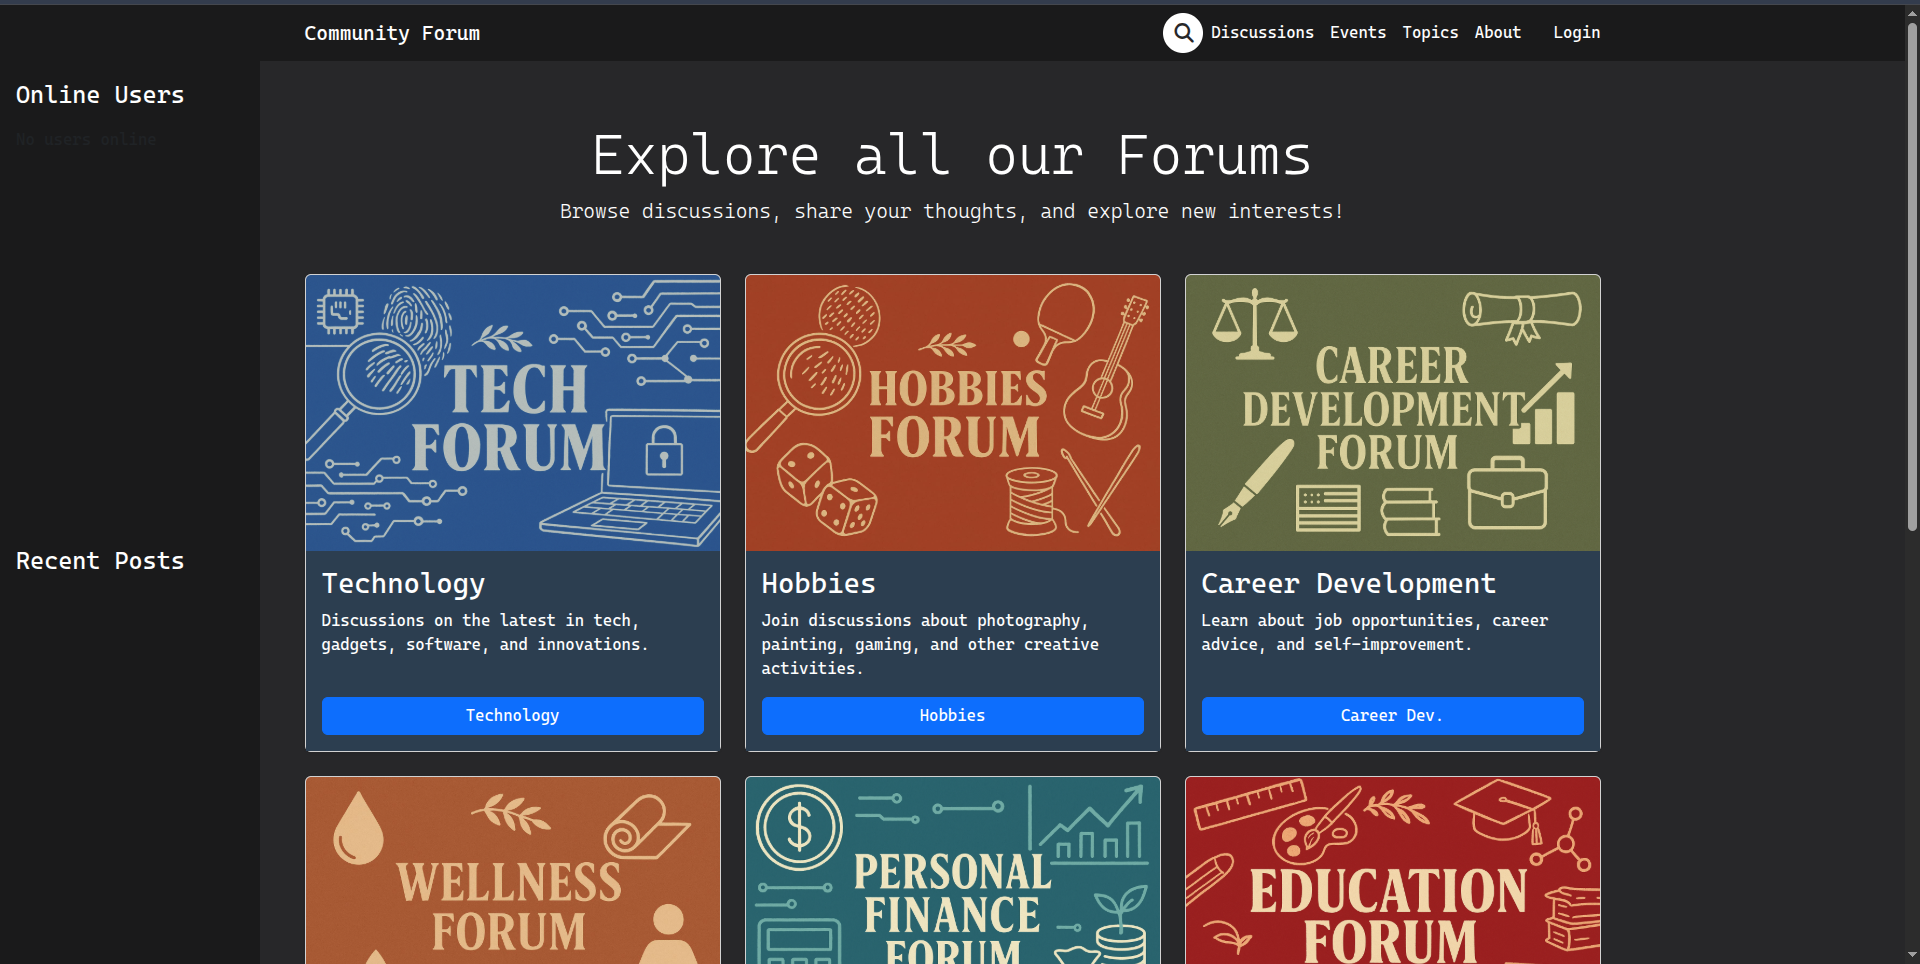 Community Forum
Discussions Events Topics About Login
Online Users
No users online
Recent Posts
Explore all our Forums
Browse discussions, share your thoughts, and explore new interests!
TECH
FORUM
Technology
Discussions on the latest in tech,
gadgets, software, and innovations.
Technology
HOBBIES
FORUM
Hobbies
Join discussions about photography,
painting, gaming, and other creative
activities.
Hobbies
CAREER
DEVELOPMENT
FORUM
Career Development
Learn about job opportunities, career
advice, and self-improvement.
Career Dev.
WELLNESS
FORUM
$
PERSONAL
FINANCE
FORUM
EDUCATION
FORUM